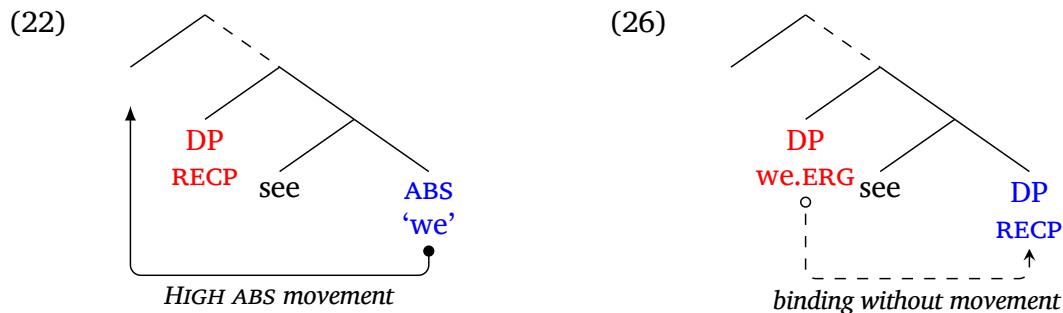 (22)
DP
RECP
see
ABS
‘we’
HIGH ABS movement
(26)
DP
we.ERG
see
DP
RECP
binding without movement